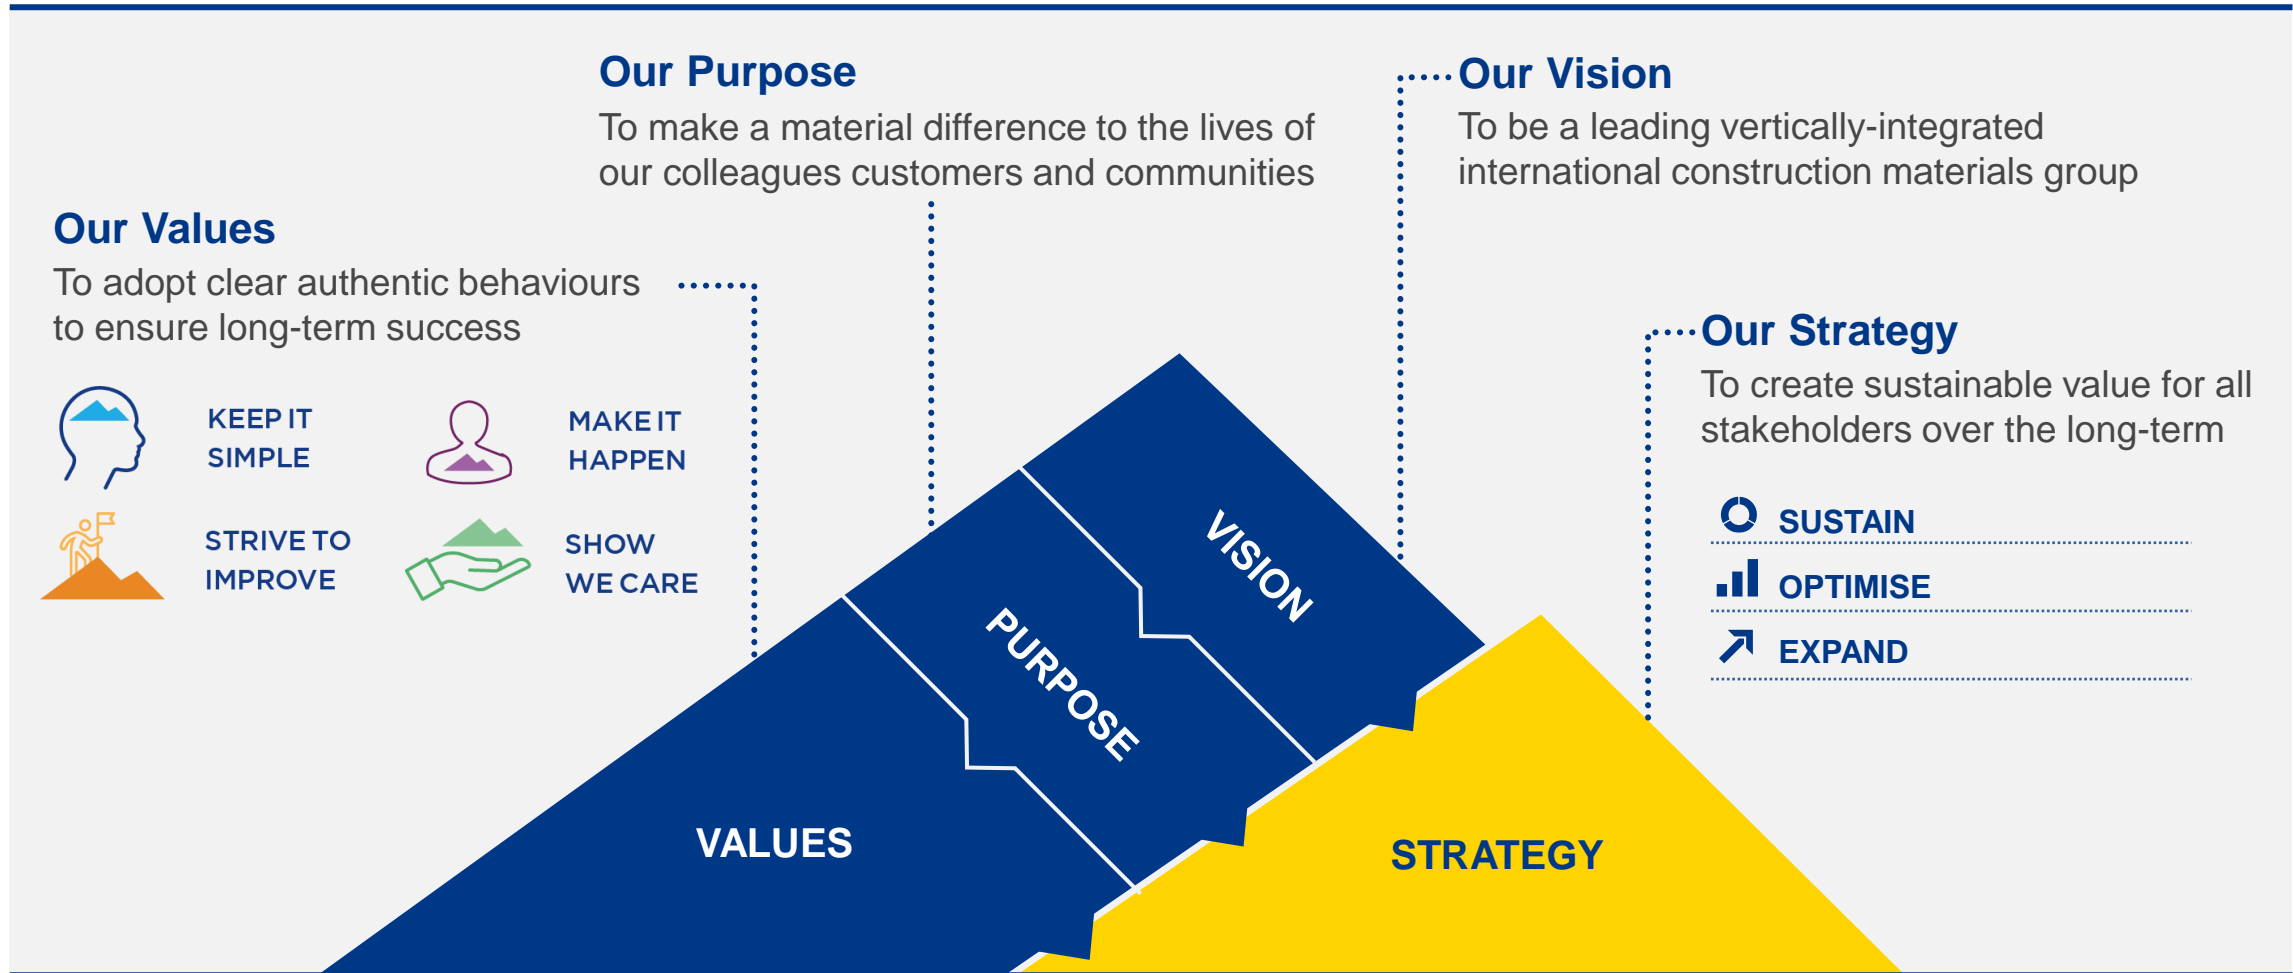 Our Purpose
To make a material difference to the lives of
our colleagues customers and communities
Our Vision
To be a leading vertically-integrated
international construction materials group
Our Values
To adopt clear authentic behaviours
to ensure long-term success
KEEP IT
SIMPLE
MAKE IT
HAPPEN
STRIVE TO
IMPROVE
SHOW
WE CARE
Our Strategy
To create sustainable value for all
stakeholders over the long-term
SUSTAIN
OPTIMISE
EXPAND
VISION
PURPOSE
VALUES
STRATEGY